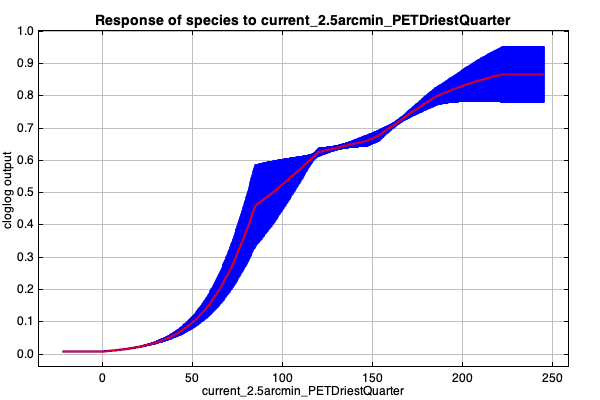 Response of species to current_2.5arcmin_PETDriestQuarter
1.0
0.9
0.8
0.7
0.6
0.5
0.4
0.3
0.2
0.1
0.0
cloglog output
0 50 100 150 200 250
current_2.5arcmin_PETDriestQuarter